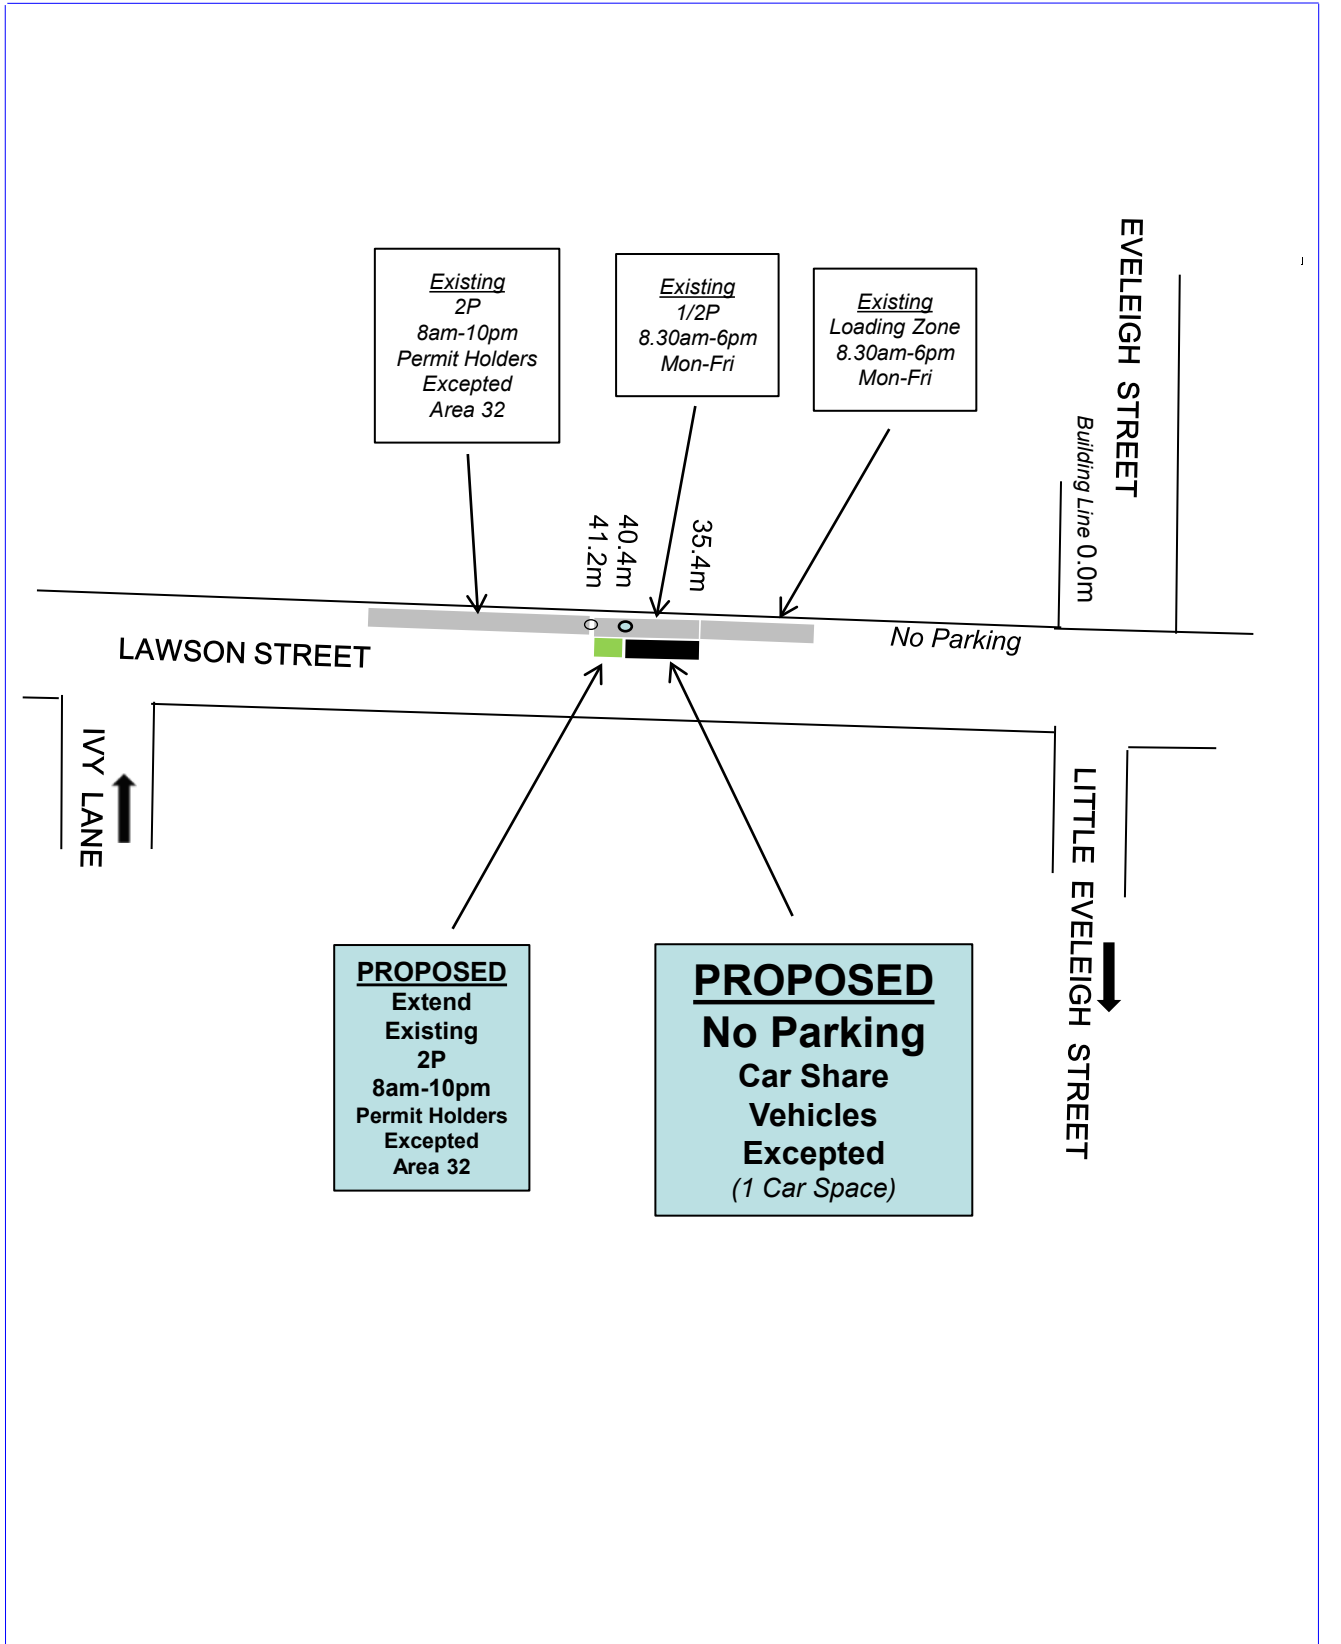 Existing
2P
8am-10pm
Permit Holders
Excepted
Area 32
Existing
1/2P
8.30am-6pm
Mon-Fri
Existing
Loading Zone
8.30am-6pm
Mon-Fri
EVELEIGH STREET
Building Line 0.0m
41.2m
40.4m
35.4m
No Parking
LAWSON STREET
IVY LANE
LITTLE EVELEIGH STREET
PROPOSED
Extend
Existing
2P
8am-10pm
Permit Holders
Excepted
Area 32
PROPOSED
No Parking
Car Share
Vehicles
Excepted
(1 Car Space)